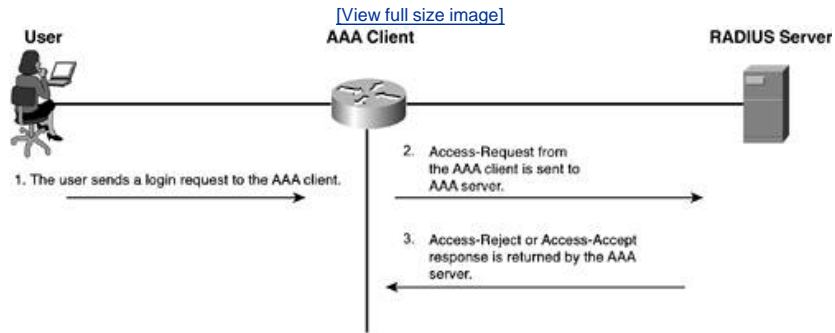 [View full size image]
User
AAA Client
RADIUS Server
1. The user sends a login request to the AAA client.
2. Access-Request from
the AAA client is sent to
AAA server.
3. Access-Reject or Access-Accept
response is returned by the AAA
server.